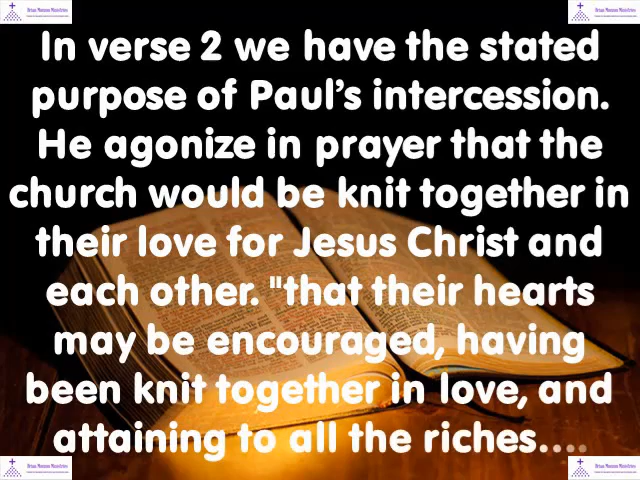 In verse 2 we have the stated
purpose of Paul’s intercession.
He agonize in prayer that the
church would be knit together in
their love for Jesus Christ and
each other. "that their hearts
may be encouraged, having
been knit together in love, and
attaining to all the riches....